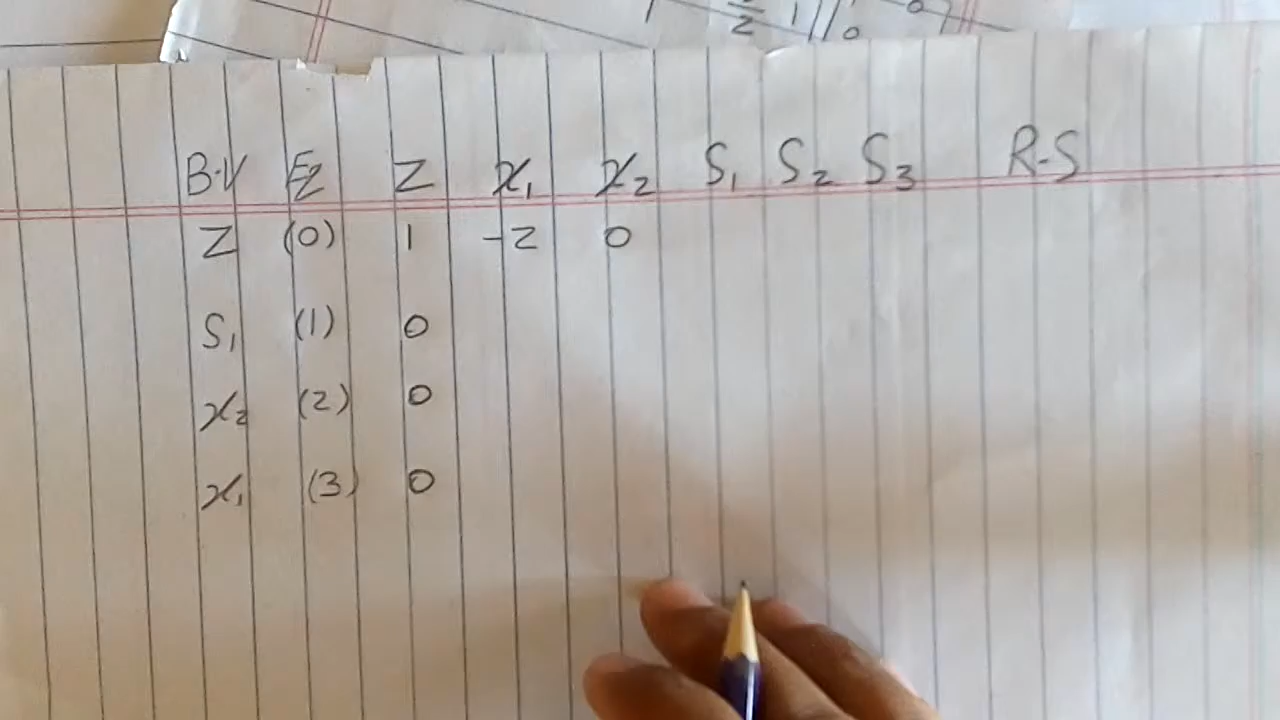 B.V Eq Z x₁ x₂ S₁ S₂ S₃ R-S
Z (0) 1 -2 0
S₁ (1) 0
x₂ (2) 0
x₁ (3) 0